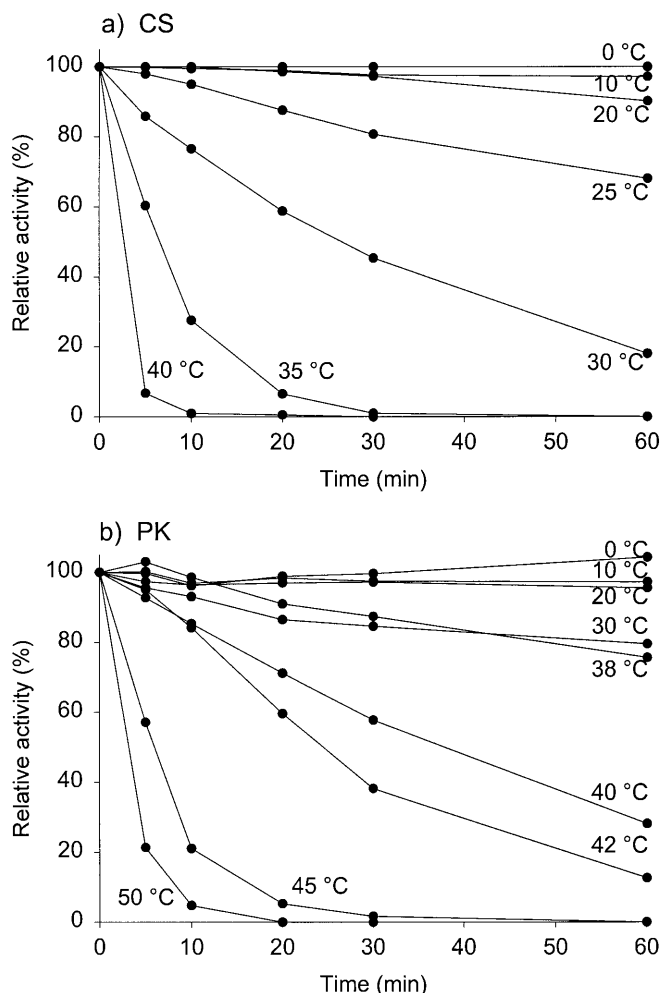 a) CS
Relative activity (%)
100
80
60
40
20
0
0 °C
10 °C
20 °C
25 °C
30 °C
35 °C
40 °C
0 10 20 30 40 50 60
Time (min)
b) PK
Relative activity (%)
100
80
60
40
20
0
0 °C
10 °C
20 °C
30 °C
38 °C
40 °C
42 °C
45 °C
50 °C
0 10 20 30 40 50 60
Time (min)